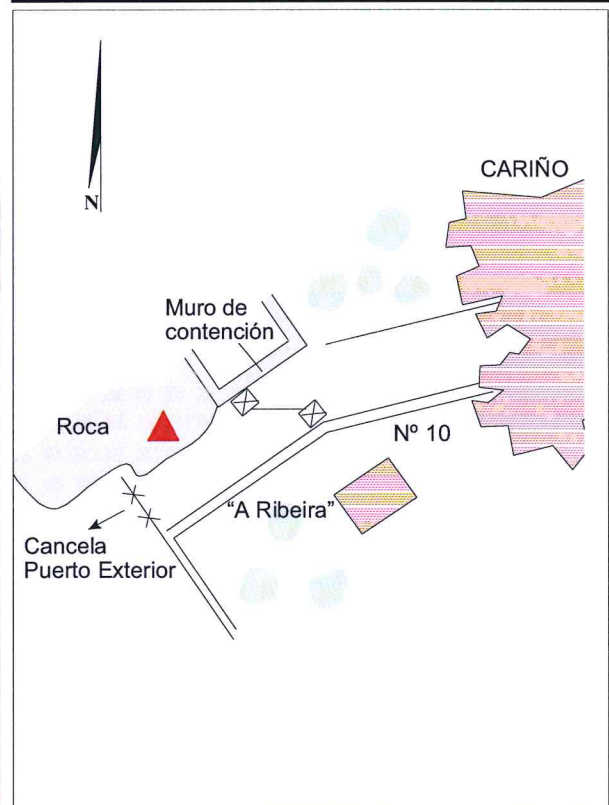 N
CARIÑO
Muro de
contención
Roca
Nº 10
“A Ribeira”
Cancela
Puerto Exterior